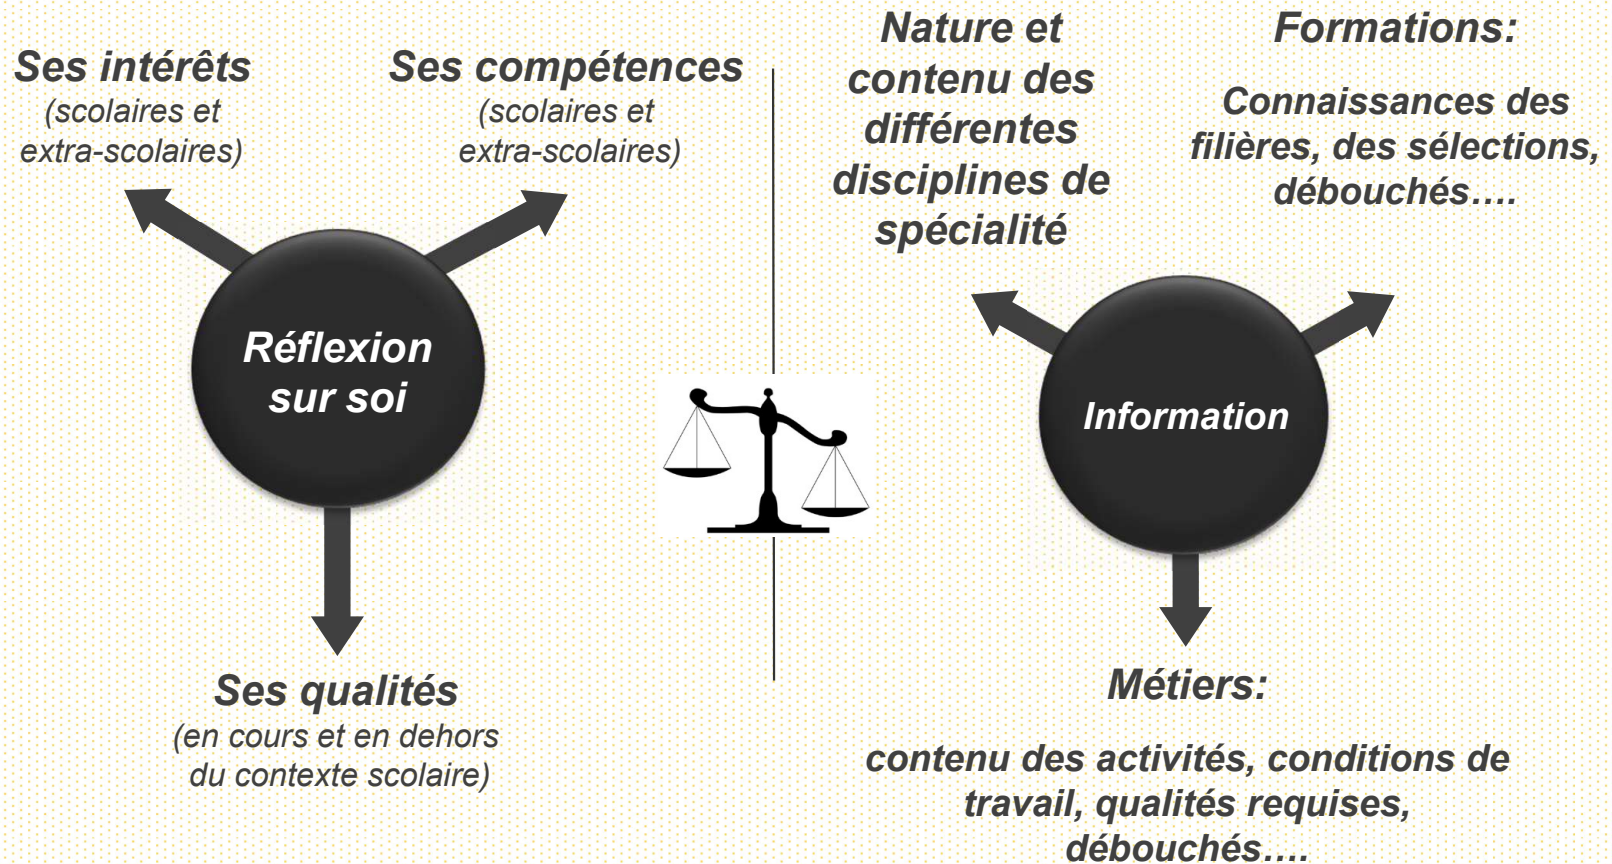 Ses intérêts
(scolaires et
extra-scolaires)
Ses compétences
(scolaires et
extra-scolaires)
Réflexion
sur soi
Ses qualités
(en cours et en dehors
du contexte scolaire)
Nature et
contenu des
différentes
disciplines de
spécialité
Formations:
Connaissances des
filières, des sélections,
débouchés….
Information
Métiers:
contenu des activités, conditions de
travail, qualités requises,
débouchés….